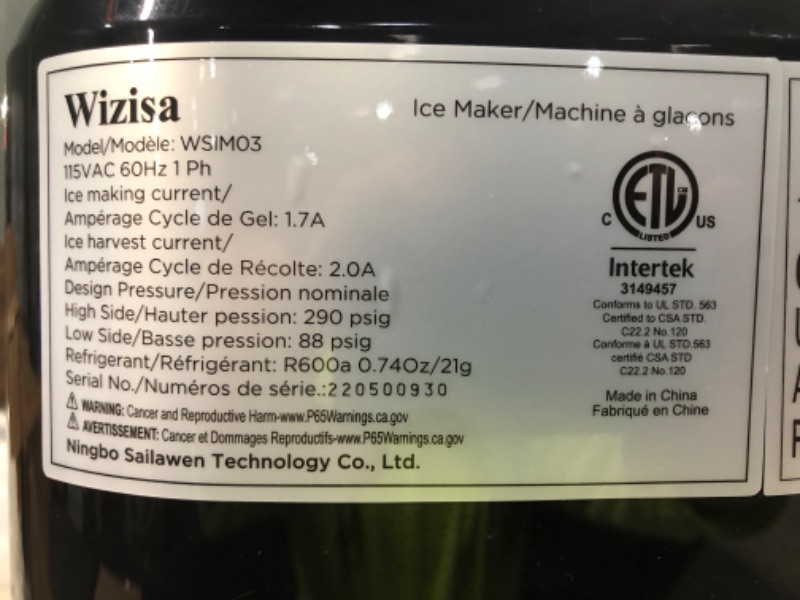 Wizisa
Ice Maker/Machine à glaçons
Model/Modèle: WSIM03
115VAC 60Hz 1 Ph
Ice making current/
Ampérage Cycle de Gel: 1.7A
Ice harvest current/
Ampérage Cycle de Récolte: 2.0A
Design Pressure/Pression nominale
High Side/Hauter pession: 290 psig
Low Side/Basse pression: 88 psig
Refrigerant/Réfrigérant: R600a 0.74Oz/21g
Serial No./Numéros de série.:220500930
⚠ WARNING: Cancer and Reproductive Harm-www.P65Warnings.ca.gov
⚠ AVERTISSEMENT: Cancer et Dommages Reproductifs-www.P65Warnings.ca.gov
Ningbo Sailawen Technology Co., Ltd.
ETL CM
C US
LISTED
Intertek
3149457
Conforms to UL STD. 563
Certified to CSA STD.
C22.2 No.120
Conforme à UL STD.563
certifié CSA STD
C22.2 No.120
Made in China
Fabriqué en Chine